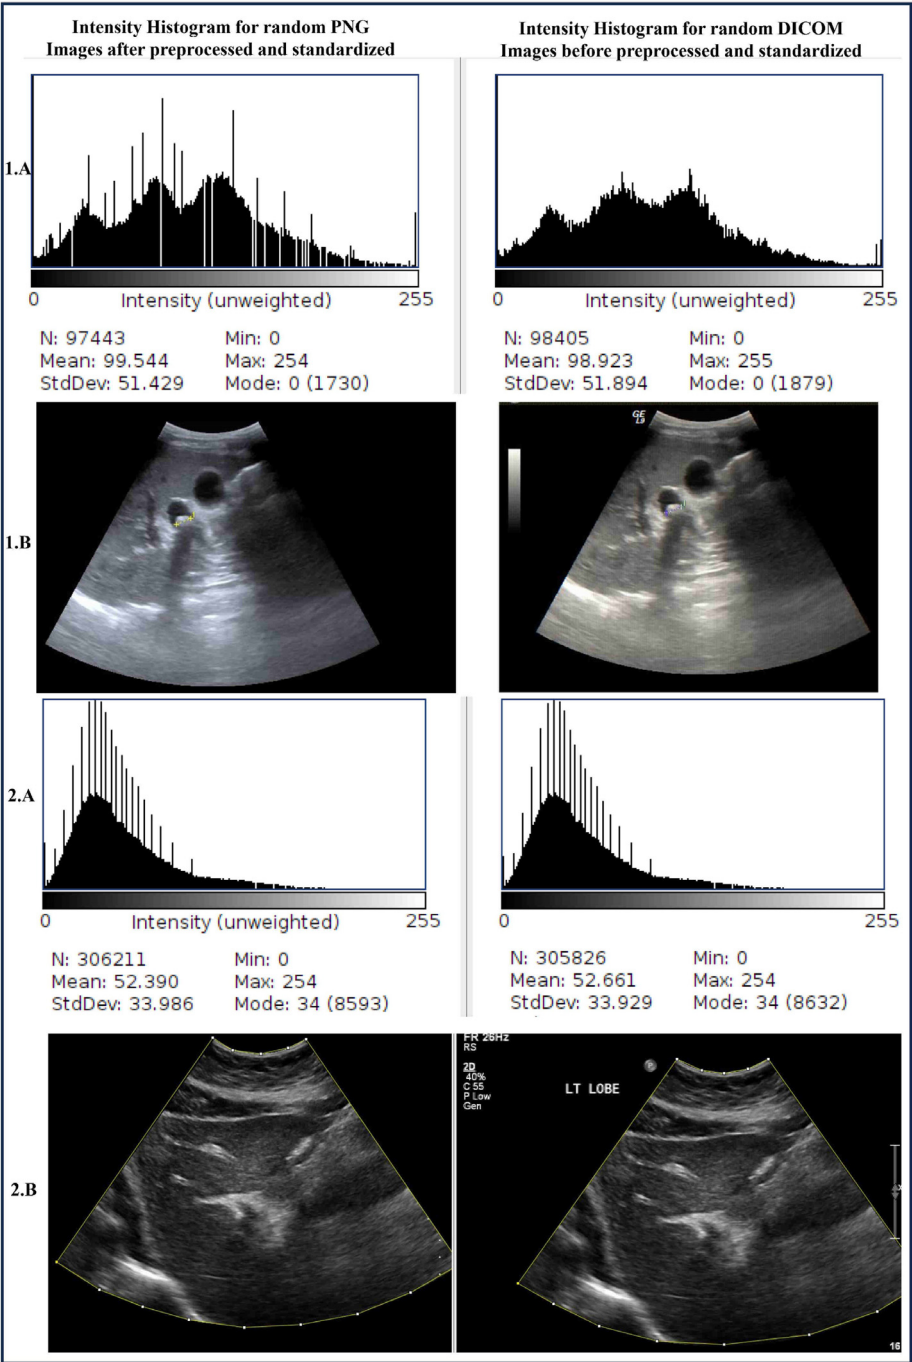 Intensity Histogram for random PNG
Images after preprocessed and standardized
Intensity Histogram for random DICOM
Images before preprocessed and standardized
1.A
0 Intensity (unweighted) 255
N: 97443 Min: 0
Mean: 99.544 Max: 254
StdDev: 51.429 Mode: 0 (1730)
0 Intensity (unweighted) 255
N: 98405 Min: 0
Mean: 98.923 Max: 255
StdDev: 51.894 Mode: 0 (1879)
1.B
GE
L9
2.A
0 Intensity (unweighted) 255
N: 306211 Min: 0
Mean: 52.390 Max: 254
StdDev: 33.986 Mode: 34 (8593)
0 255
N: 305826 Min: 0
Mean: 52.661 Max: 254
StdDev: 33.929 Mode: 34 (8632)
2.B
FR 26Hz
RS
2D
40%
C 55
P Low
Gen
LT LOBE
16